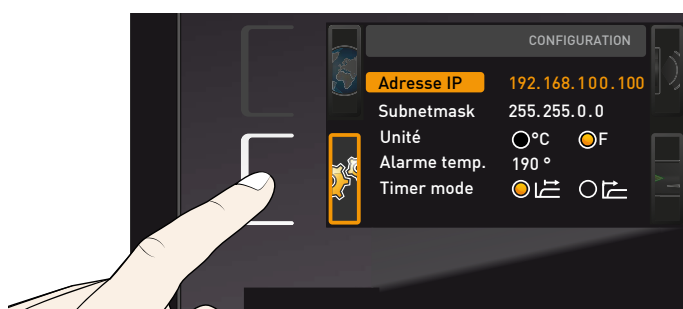 CONFIGURATION
Adresse IP 192.168.100.100
Subnetmask 255.255.0.0
Unité °C F
Alarme temp. 190 °
Timer mode